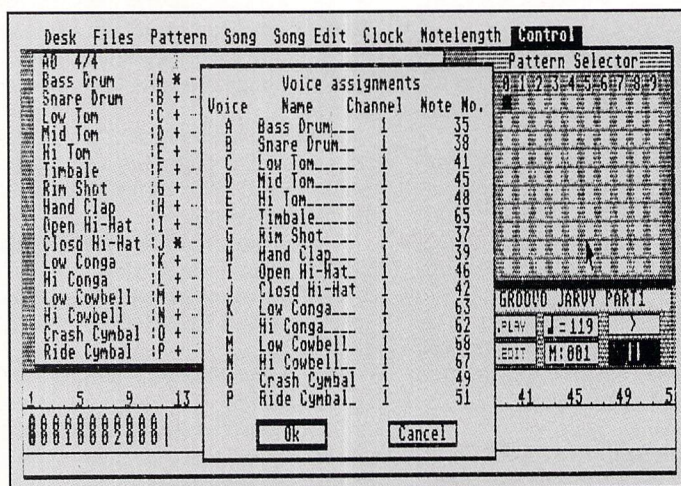 Desk Files Pattern Song Song Edit Clock Notelength Control
A0 4/4
Bass Drum :A * -
Snare Drum :B + -
Low Tom :C + -
Mid Tom :D + -
Hi Tom :E + -
Timbale :F + -
Rim Shot :G + -
Hand Clap :H + -
Open Hi-Hat :I + -
Closd Hi-Hat :J * -
Low Conga :K + -
Hi Conga :L + -
Low Cowbell :M + -
Hi Cowbell :N + -
Crash Cymbal :O + -
Ride Cymbal :P + -
Voice assignments
Voice Name Channel Note No.
A Bass Drum___ 1 35
B Snare Drum__ 1 38
C Low Tom_____ 1 41
D Mid Tom_____ 1 45
E Hi Tom______ 1 48
F Timbale_____ 1 65
G Rim Shot____ 1 37
H Hand Clap___ 1 39
I Open Hi-Hat_ 1 46
J Closd Hi-Hat 1 42
K Low Conga___ 1 63
L Hi Conga____ 1 62
M Low Cowbell_ 1 68
N Hi Cowbell__ 1 67
O Crash Cymbal 1 49
P Ride Cymbal_ 1 51
Ok Cancel
Pattern Selector
0 1 2 3 4 5 6 7 8 9
GROOVO JARVY PART1
.PLAY ♩=119 >
.EDIT M:001 ||
1 . 5 . 9 . 13 41 . 45 . 49 . 5